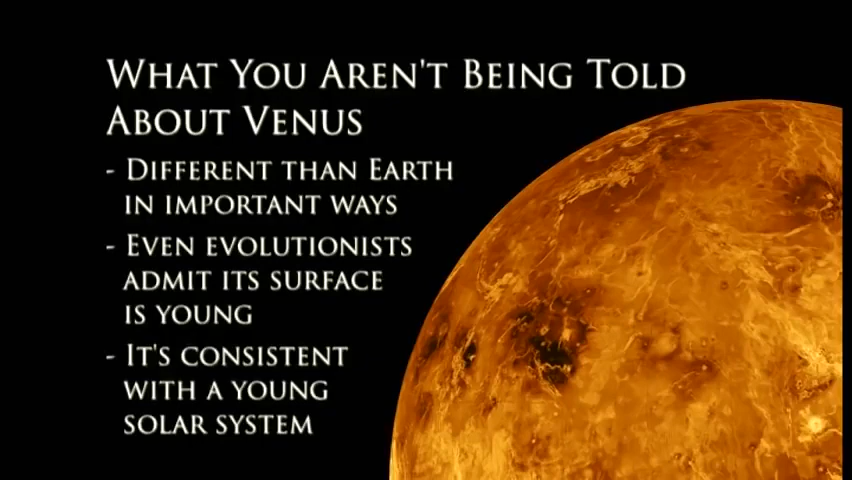 What You Aren't Being Told
About Venus
- Different than Earth
in important ways
- Even evolutionists
admit its surface
is young
- It's consistent
with a young
solar system